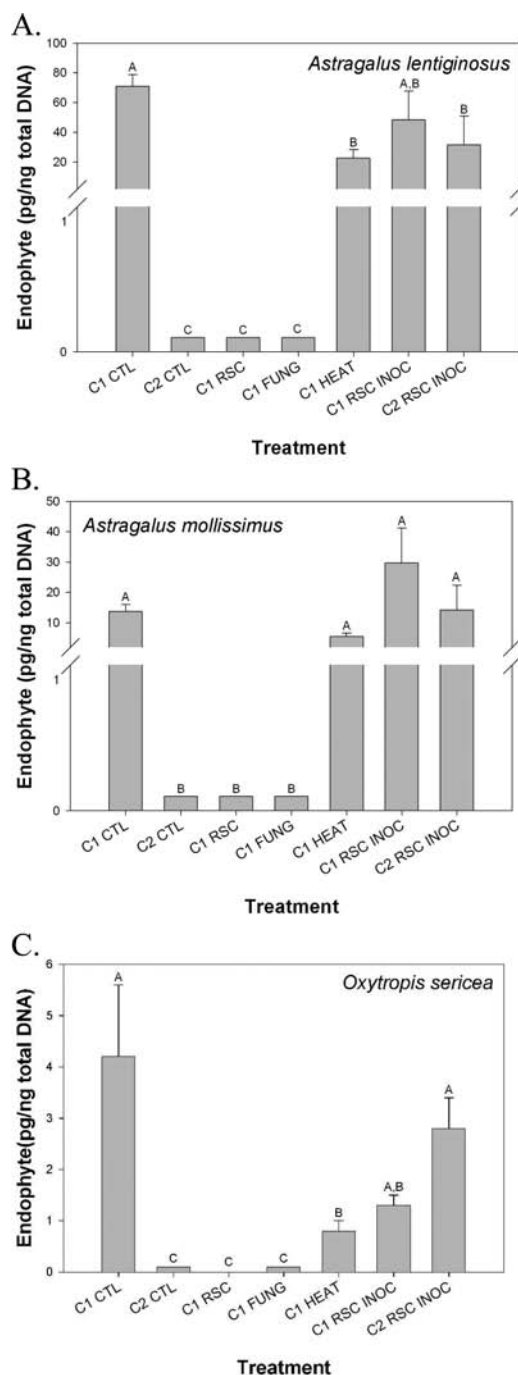 A.
Astragalus lentiginosus
Endophyte (pg/ng total DNA)
100
80
60
40
20
1
0
A
C
C
C
B
A,B
B
C1 CTL
C2 CTL
C1 RSC
C1 FUNG
C1 HEAT
C1 RSC INOC
C2 RSC INOC
Treatment
B.
Astragalus mollissimus
Endophyte (pg/ng total DNA)
50
40
30
20
10
1
0
A
B
B
B
A
A
A
C1 CTL
C2 CTL
C1 RSC
C1 FUNG
C1 HEAT
C1 RSC INOC
C2 RSC INOC
Treatment
C.
Oxytropis sericea
Endophyte(pg/ng total DNA)
6
5
4
3
2
1
0
A
C
C
C
B
A,B
A
C1 CTL
C2 CTL
C1 RSC
C1 FUNG
C1 HEAT
C1 RSC INOC
C2 RSC INOC
Treatment